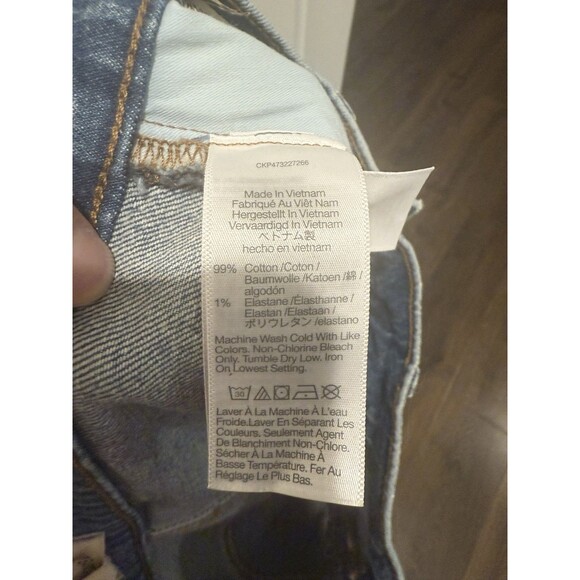 CKP473227266
Made In Vietnam
Fabriqué Au Viêt Nam
Hergestellt In Vietnam
Vervaardigd In Vietnam
ベトナム製
hecho en vietnam
99% Cotton /Coton /
Baumwolle /Katoen /綿 /
algodón
1% Elastane /Élasthanne /
Elastan /Elastaan /
ポリウレタン /elastano
Machine Wash Cold With Like
Colors. Non-Chlorine Bleach
Only. Tumble Dry Low. Iron
On Lowest Setting.
30
Laver À La Machine À L'eau
Froide.Laver En Séparant Les
Couleurs. Seulement Agent
De Blanchiment Non-Chlore.
Sécher À La Machine À
Basse Température. Fer Au
Réglage Le Plus Bas.